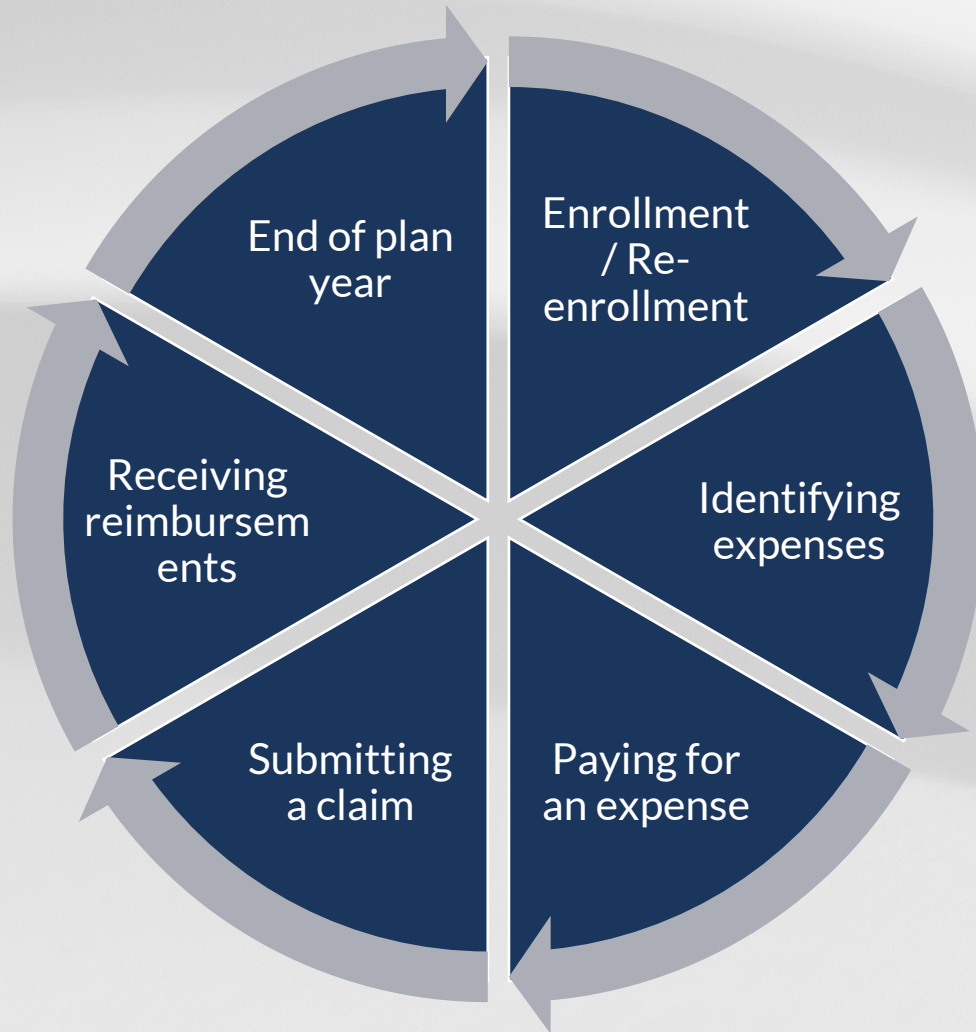 Enrollment
/ Re-
enrollment
Identifying
expenses
Paying for
an expense
Submitting
a claim
Receiving
reimbursem
ents
End of plan
year